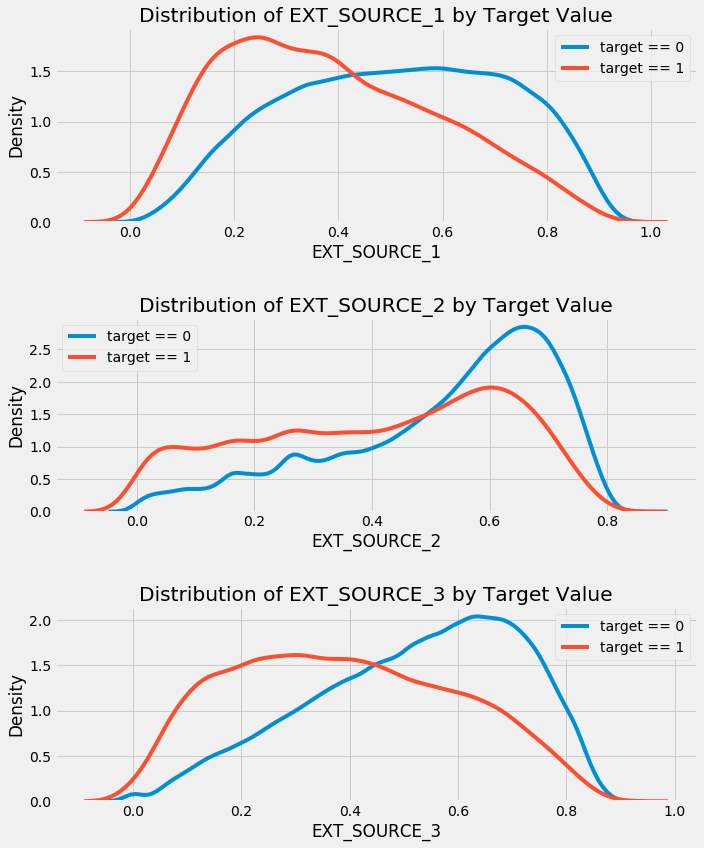 Distribution of EXT_SOURCE_1 by Target Value
target == 0
target == 1
Density
1.5
1.0
0.5
0.0
0.0 0.2 0.4 0.6 0.8 1.0
EXT_SOURCE_1
Distribution of EXT_SOURCE_2 by Target Value
target == 0
target == 1
Density
2.5
2.0
1.5
1.0
0.5
0.0
0.0 0.2 0.4 0.6 0.8
EXT_SOURCE_2
Distribution of EXT_SOURCE_3 by Target Value
target == 0
target == 1
Density
2.0
1.5
1.0
0.5
0.0
0.0 0.2 0.4 0.6 0.8 1.0
EXT_SOURCE_3